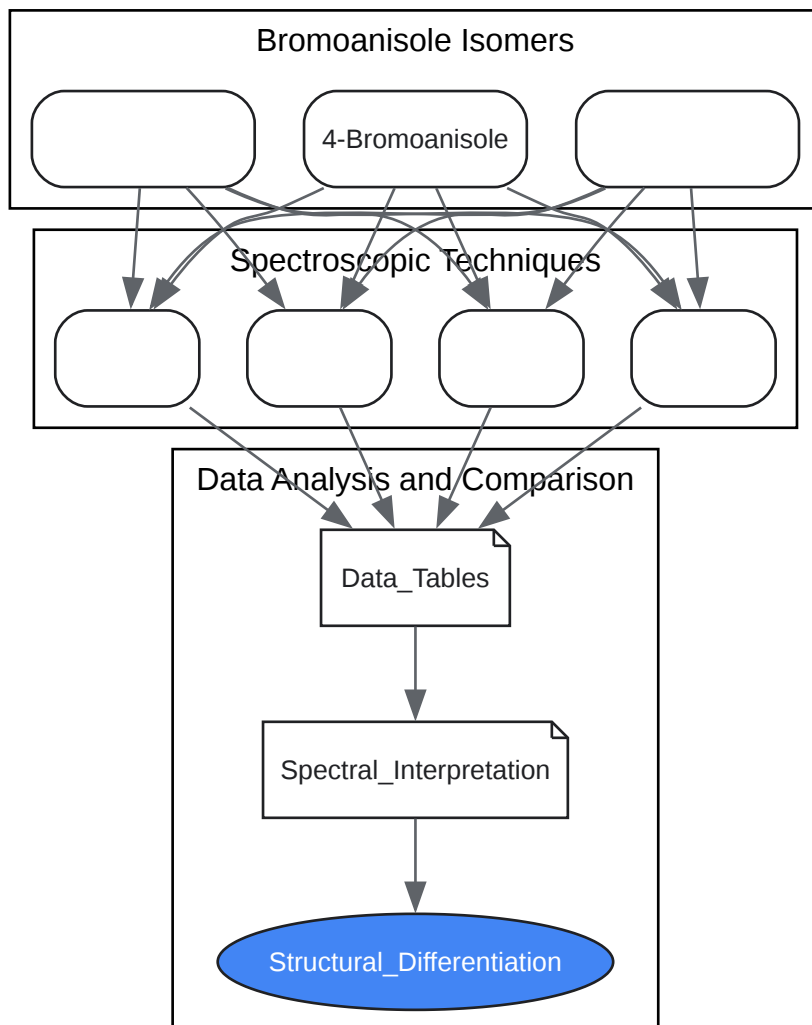 Bromoanisole Isomers
4-Bromoanisole
Spectroscopic Techniques
Data Analysis and Comparison
Data_Tables
Spectral_Interpretation
Structural_Differentiation